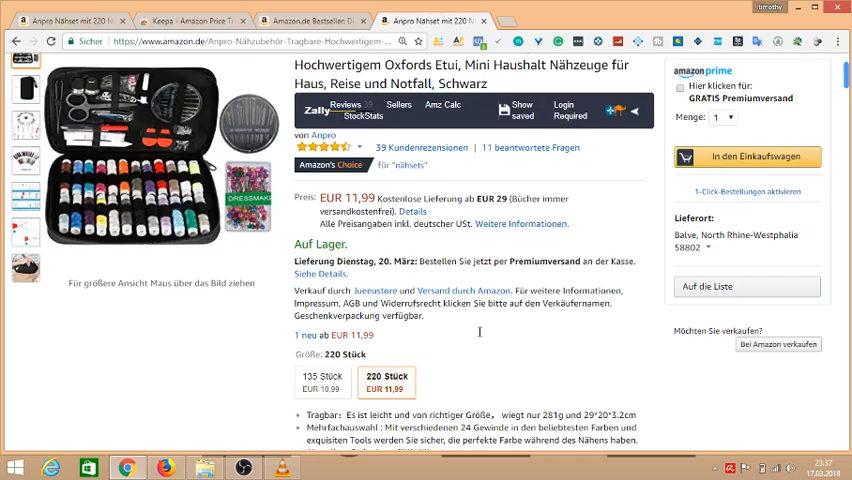 timothy
Anpro Nähset mit 220 N
Keepa - Amazon Price Tr
Amazon.de Bestseller: Di
Anpro Nähset mit 220 N
Sicher
https://www.amazon.de/Anpro-Nähzubehör-Tragbare-Hochwertigem-
Hochwertigem Oxfords Etui, Mini Haushalt Nähzeuge für
Haus, Reise und Notfall, Schwarz
Zally
Reviews 39
Sellers
Amz Calc
StockStats
Show saved
Login Required
von Anpro
39 Kundenrezensionen | 11 beantwortete Fragen
Amazon's Choice für "nähsets"
Preis: EUR 11,99 Kostenlose Lieferung ab EUR 29 (Bücher immer
versandkostenfrei). Details
Alle Preisangaben inkl. deutscher USt. Weitere Informationen.
Auf Lager.
Lieferung Dienstag, 20. März: Bestellen Sie jetzt per Premiumversand an der Kasse.
Siehe Details.
Verkauf durch Jueeustore und Versand durch Amazon. Für weitere Informationen,
Impressum, AGB und Widerrufsrecht klicken Sie bitte auf den Verkäufernamen.
Geschenkverpackung verfügbar.
1 neu ab EUR 11,99
Größe: 220 Stück
135 Stück
EUR 10,99
220 Stück
EUR 11,99
Tragbar: Es ist leicht und von richtiger Größe, wiegt nur 281g und 29*20*3.2cm
Mehrfachauswahl : Mit verschiedenen 24 Gewinde in den beliebtesten Farben und
exquisiten Tools werden Sie sicher, die perfekte Farbe während des Nähens haben.
DRESSMAK
Für größere Ansicht Maus über das Bild ziehen
amazon prime
Hier klicken für:
GRATIS Premiumversand
Menge: 1
In den Einkaufswagen
1-Click-Bestellungen aktivieren
Lieferort:
Balve, North Rhine-Westphalia
58802
Auf die Liste
Möchten Sie verkaufen?
Bei Amazon verkaufen
23:37
17.03.2018